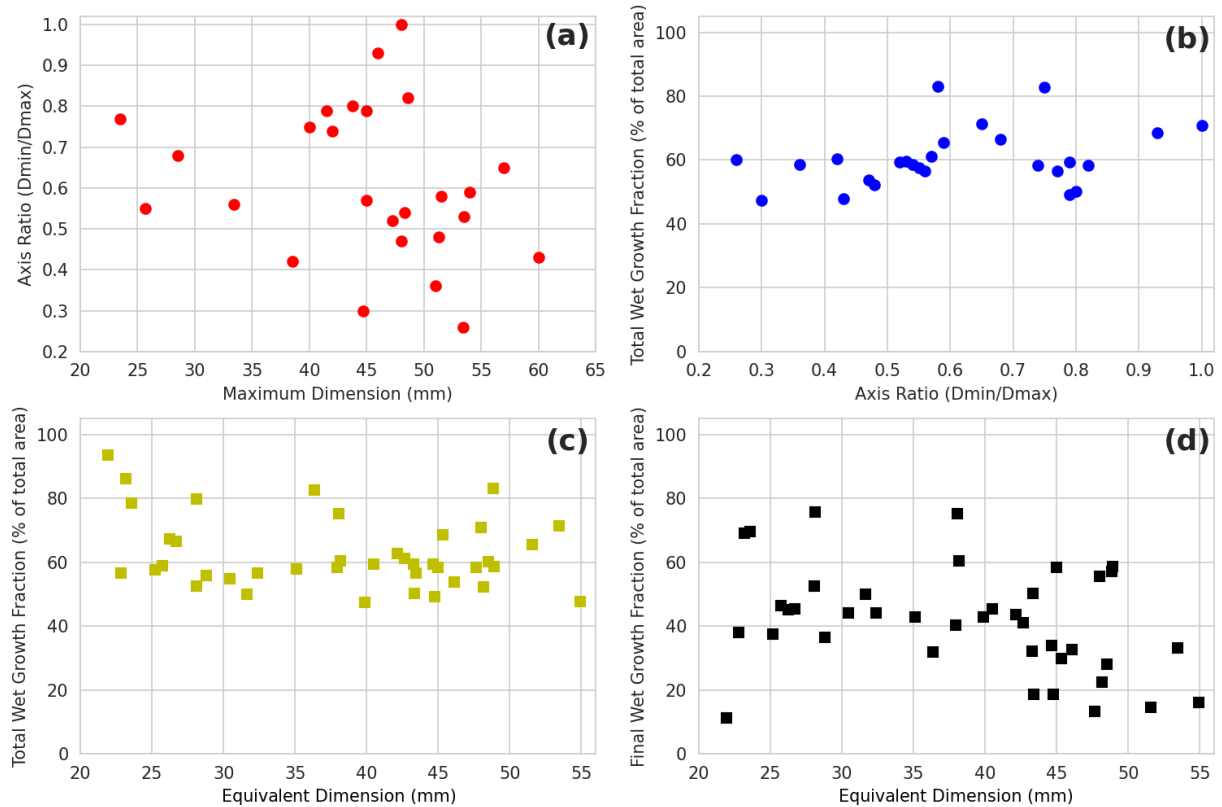 (a)
1.0
0.9
0.8
0.7
0.6
0.5
0.4
0.3
0.2
Axis Ratio (Dmin/Dmax)
20 25 30 35 40 45 50 55 60 65
Maximum Dimension (mm)
(b)
100
80
60
40
20
0
Total Wet Growth Fraction (% of total area)
0.2 0.3 0.4 0.5 0.6 0.7 0.8 0.9 1.0
Axis Ratio (Dmin/Dmax)
(c)
100
80
60
40
20
0
Total Wet Growth Fraction (% of total area)
20 25 30 35 40 45 50 55
Equivalent Dimension (mm)
(d)
100
80
60
40
20
0
Final Wet Growth Fraction (% of total area)
20 25 30 35 40 45 50 55
Equivalent Dimension (mm)